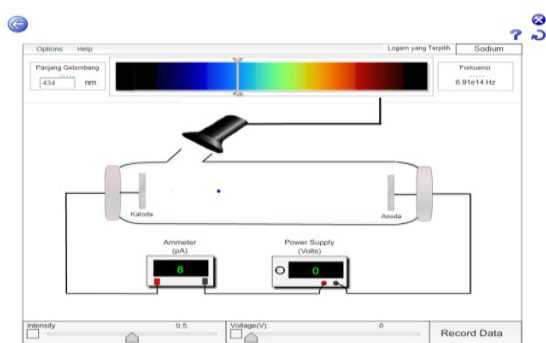 ?
Options Help Logam yang Terpilih Sodium
Panjang Gelombang
434 nm
Frekuensi
6.91e14 Hz
Katoda
Anoda
Ammeter
(pA)
8
Power Supply
(Volts)
0
Intensity 0.5
Voltage(V) 0
Record Data